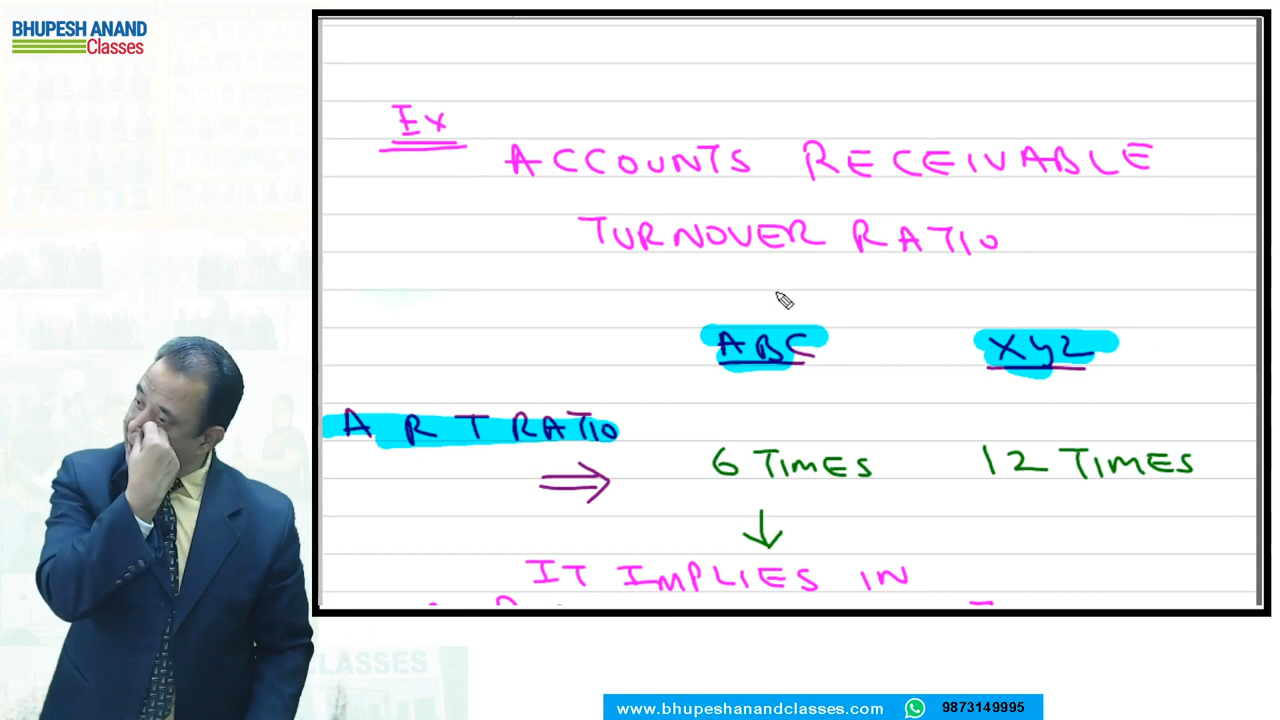 BHUPESH ANAND
Classes
Ex
ACCOUNTS RECEIVABLE
TURNOVER RATIO
ABC XYZ
A R T RATIO
6 TIMES 12 TIMES
IT IMPLIES IN
CLASSES
www.bhupeshanandclasses.com 9873149995